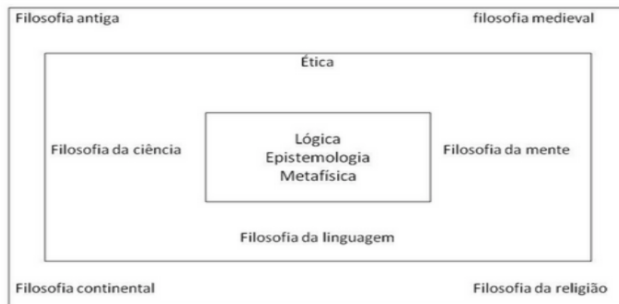 Filosofia antiga
filosofia medieval
Ética
Filosofia da ciência
Lógica
Epistemologia
Metafísica
Filosofia da mente
Filosofia da linguagem
Filosofia continental
Filosofia da religião